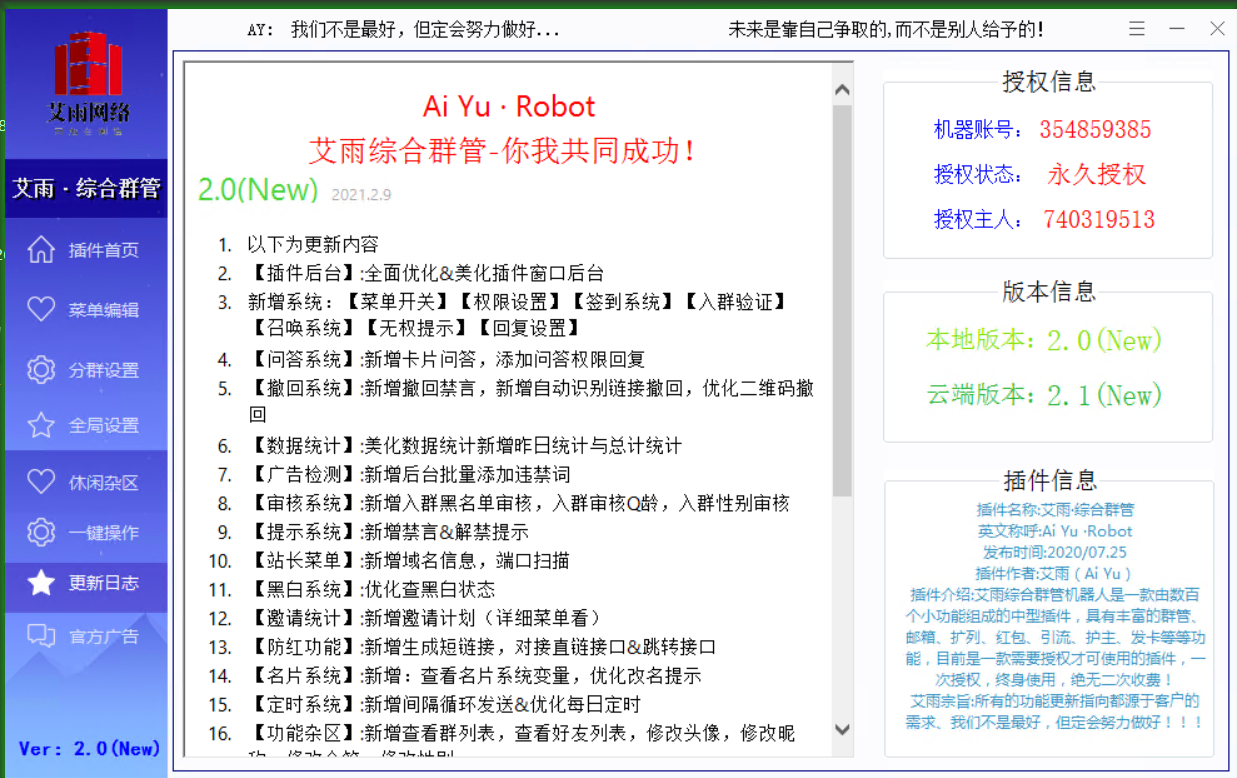 AY: 我们不是最好，但定会努力做好...
未来是靠自己争取的,而不是别人给予的!
艾雨网络
艾雨·综合群管
插件首页
菜单编辑
分群设置
全局设置
休闲杂区
一键操作
更新日志
官方广告
Ver: 2.0(New)
Ai Yu · Robot
艾雨综合群管-你我共同成功！
2.0(New) 2021.2.9
1. 以下为更新内容
2. 【插件后台】:全面优化&美化插件窗口后台
3. 新增系统：【菜单开关】【权限设置】【签到系统】【入群验证】
【召唤系统】【无权提示】【回复设置】
4. 【问答系统】:新增卡片问答，添加问答权限回复
5. 【撤回系统】:新增撤回禁言，新增自动识别链接撤回，优化二维码撤
回
6. 【数据统计】:美化数据统计新增昨日统计与总计统计
7. 【广告检测】:新增后台批量添加违禁词
8. 【审核系统】:新增入群黑名单审核，入群审核Q龄，入群性别审核
9. 【提示系统】:新增禁言&解禁提示
10. 【站长菜单】:新增域名信息，端口扫描
11. 【黑白系统】:优化查黑白状态
12. 【邀请统计】:新增邀请计划（详细菜单看）
13. 【防红功能】:新增生成短链接，对接直链接口&跳转接口
14. 【名片系统】:新增：查看名片系统变量，优化改名提示
15. 【定时系统】:新增间隔循环发送&优化每日定时
16. 【功能杂区】:新增查看群列表，查看好友列表，修改头像，修改昵
授权信息
机器账号： 354859385
授权状态： 永久授权
授权主人： 740319513
版本信息
本地版本：2.0(New)
云端版本：2.1(New)
插件信息
插件名称:艾雨·综合群管
英文称呼:Ai Yu ·Robot
发布时间:2020/07.25
插件作者:艾雨（Ai Yu）
插件介绍:艾雨综合群管机器人是一款由数百
个小功能组成的中型插件，具有丰富的群管、
邮箱、扩列、红包、引流、护主、发卡等等功
能，目前是一款需要授权才可使用的插件，一
次授权，终身使用，绝无二次收费！
艾雨宗旨:所有的功能更新指向都源于客户的
需求、我们不是最好，但定会努力做好！！！